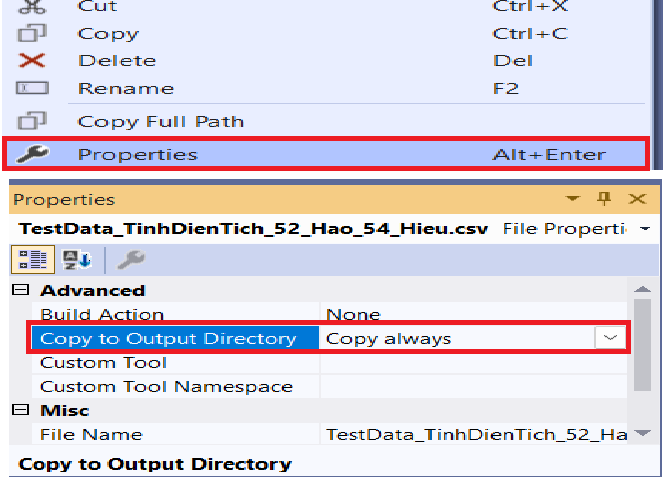 Cut Ctrl+X
Copy Ctrl+C
Delete Del
Rename F2
Copy Full Path
Properties Alt+Enter
Properties
TestData_TinhDienTich_52_Hao_54_Hieu.csv File Properti
Advanced
Build Action None
Copy to Output Directory Copy always
Custom Tool
Custom Tool Namespace
Misc
File Name TestData_TinhDienTich_52_Ha
Copy to Output Directory